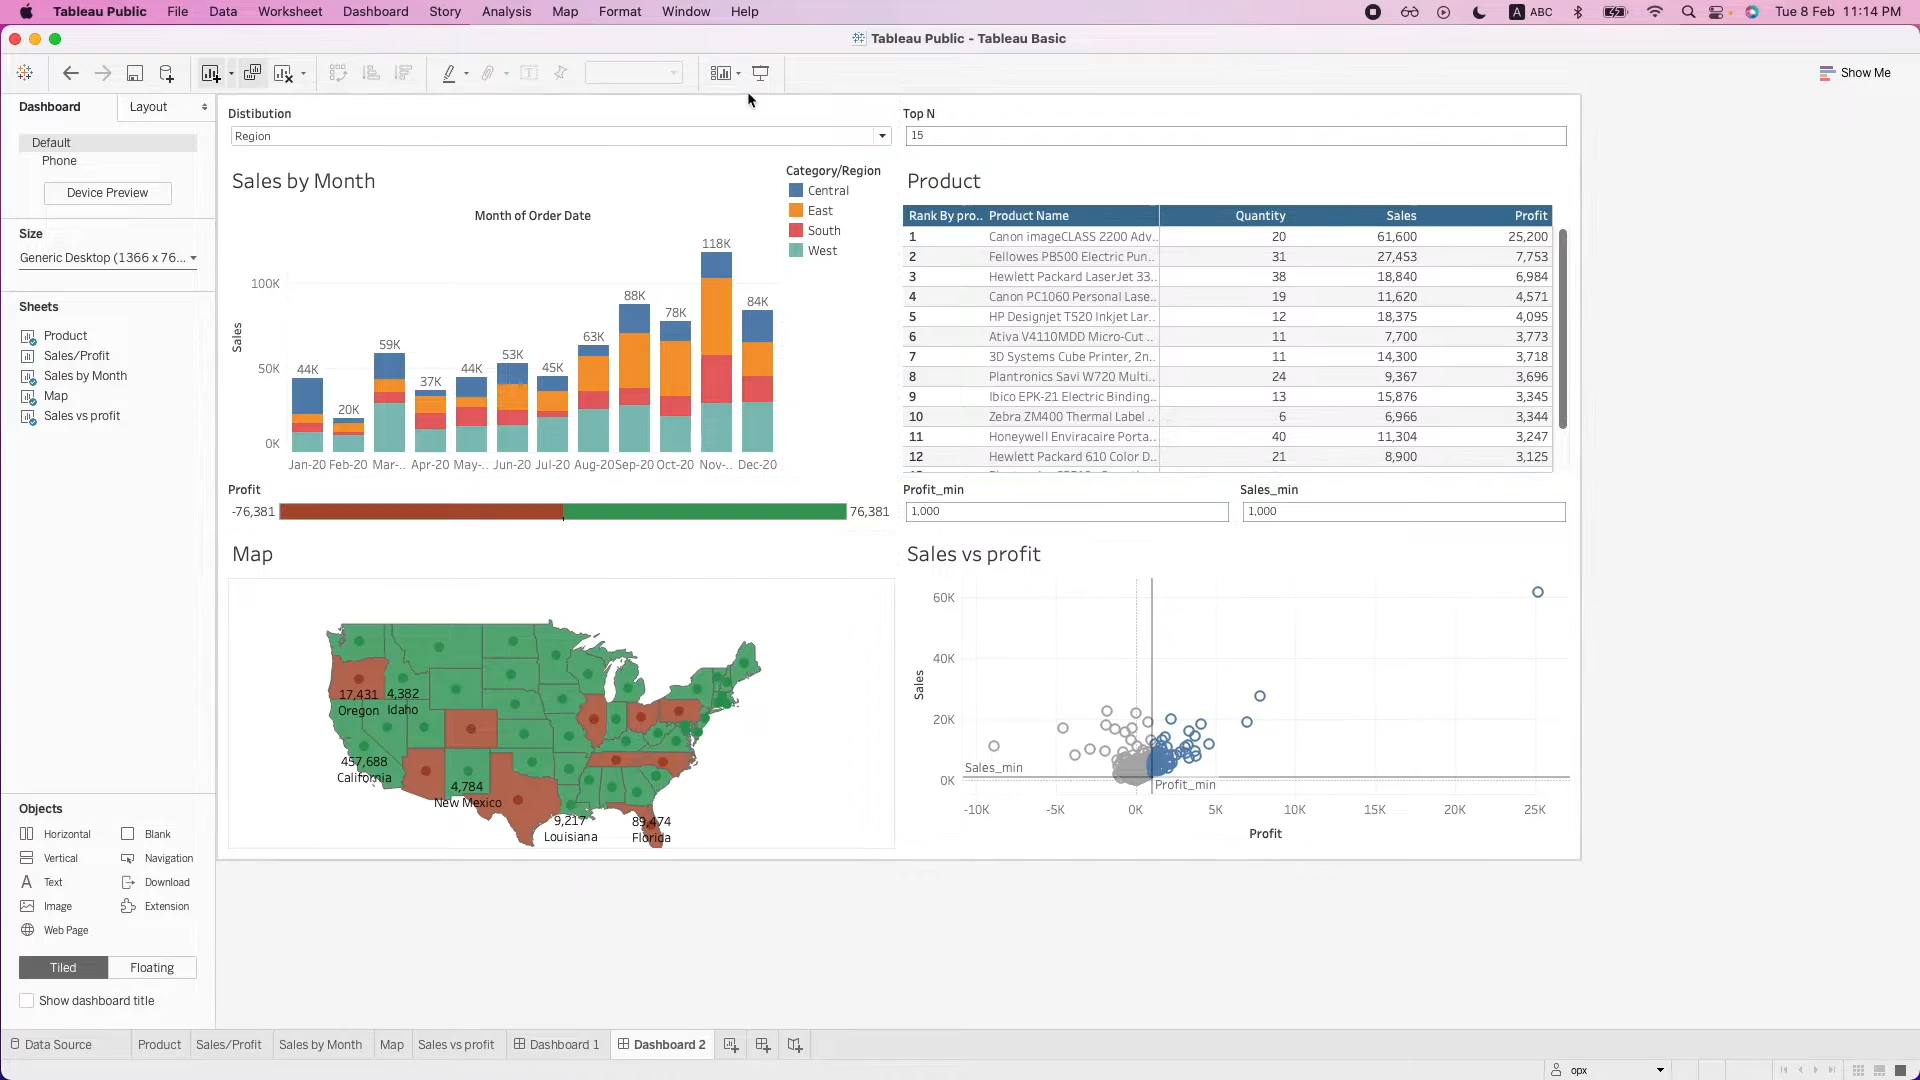 Tableau Public File Data Worksheet Dashboard Story Analysis Map Format Window Help A ABC Tue 8 Feb 11:14 PM
Tableau Public - Tableau Basic
Show Me
Dashboard Layout
Default
Phone
Device Preview
Size
Generic Desktop (1366 x 76...
Sheets
Product
Sales/Profit
Sales by Month
Map
Sales vs profit
Objects
Horizontal Blank
Vertical Navigation
A Text Download
Image Extension
Web Page
Tiled Floating
Show dashboard title
Distibution
Region
Top N
15
Sales by Month
Month of Order Date
Category/Region
Central
East
South
West
Sales
100K
50K
0K
44K 20K 59K 37K 44K 53K 45K 63K 88K 78K 118K 84K
Jan-20 Feb-20 Mar-.. Apr-20 May-.. Jun-20 Jul-20 Aug-20 Sep-20 Oct-20 Nov-.. Dec-20
Product
Rank By pro.. Product Name Quantity Sales Profit
1 Canon imageCLASS 2200 Adv.. 20 61,600 25,200
2 Fellowes PB500 Electric Pun.. 31 27,453 7,753
3 Hewlett Packard LaserJet 33.. 38 18,840 6,984
4 Canon PC1060 Personal Lase.. 19 11,620 4,571
5 HP Designjet T520 Inkjet Lar.. 12 18,375 4,095
6 Ativa V4110MDD Micro-Cut .. 11 7,700 3,773
7 3D Systems Cube Printer, 2n.. 11 14,300 3,718
8 Plantronics Savi W720 Multi.. 24 9,367 3,696
9 Ibico EPK-21 Electric Binding.. 13 15,876 3,345
10 Zebra ZM400 Thermal Label .. 6 6,966 3,344
11 Honeywell Enviracaire Porta.. 40 11,304 3,247
12 Hewlett Packard 610 Color D.. 21 8,900 3,125
Profit
-76,381 76,381
Profit_min Sales_min
1,000 1,000
Map
17,431 4,382
Oregon Idaho
457,688
California
4,784
New Mexico
9,217
Louisiana
89,474
Florida
Sales vs profit
Sales
60K
40K
20K
0K
Sales_min
Profit_min
-10K -5K 0K 5K 10K 15K 20K 25K
Profit
Data Source Product Sales/Profit Sales by Month Map Sales vs profit Dashboard 1 Dashboard 2
opx